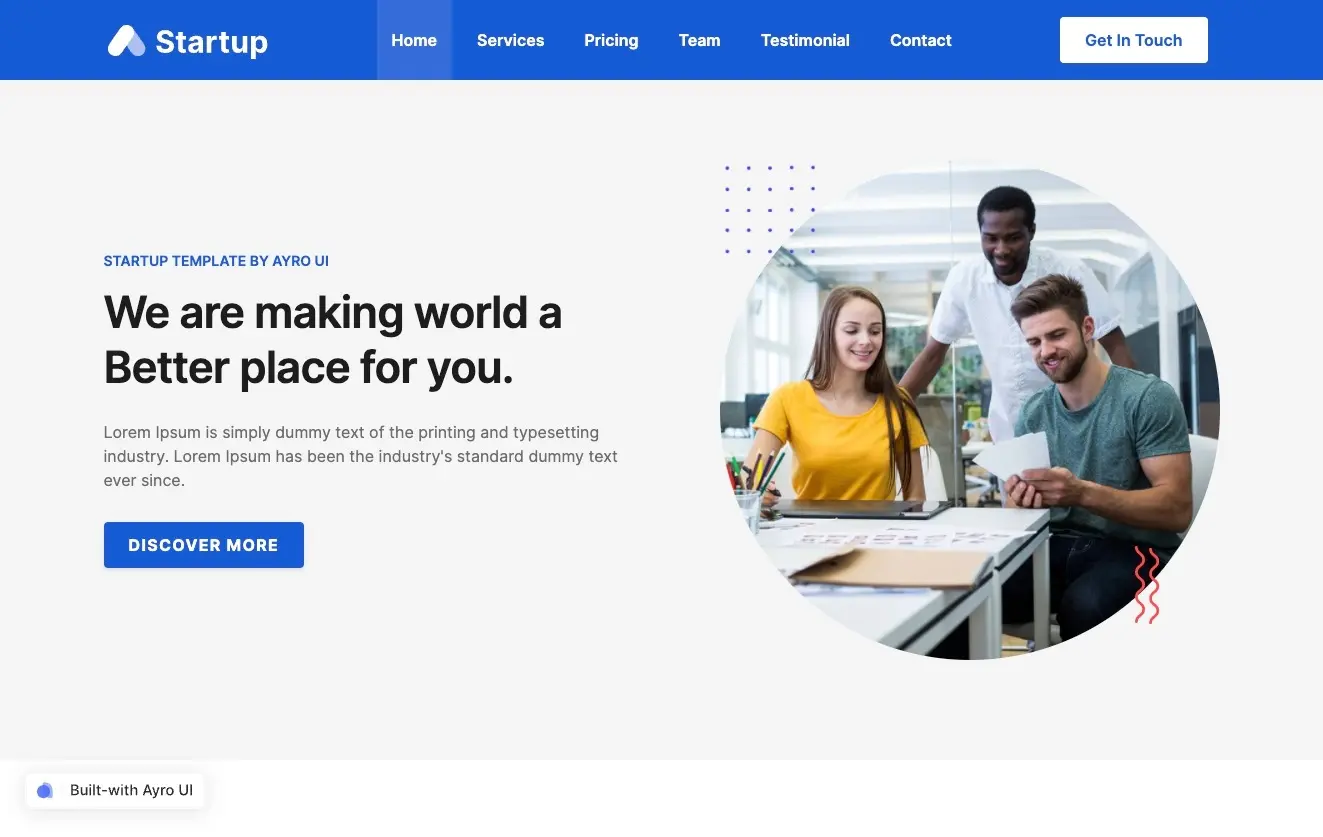 Startup
Home
Services
Pricing
Team
Testimonial
Contact
Get In Touch
STARTUP TEMPLATE BY AYRO UI
We are making world a
Better place for you.
Lorem Ipsum is simply dummy text of the printing and typesetting
industry. Lorem Ipsum has been the industry's standard dummy text
ever since.
DISCOVER MORE
Built-with Ayro UI